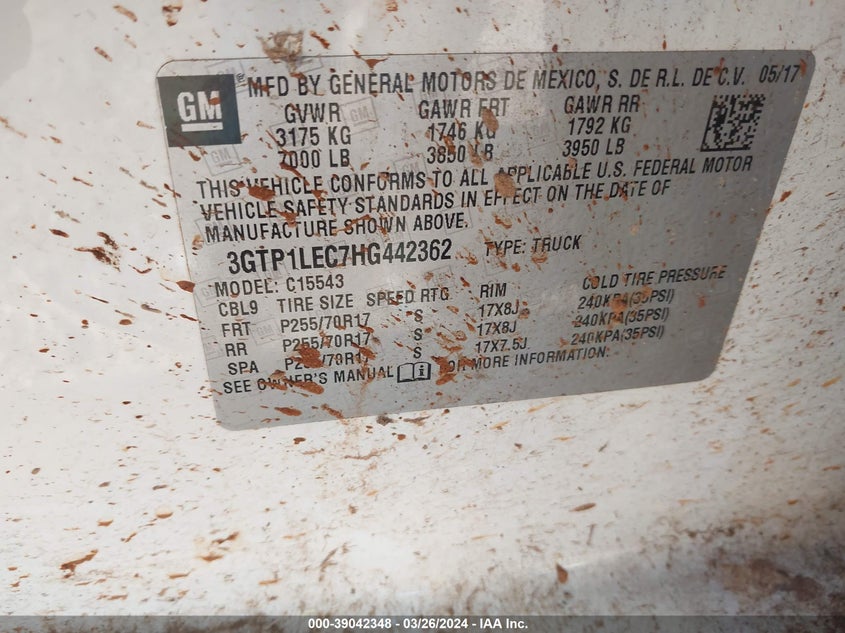 GM
MFD BY GENERAL MOTORS DE MEXICO, S. DE R.L. DE C.V. 05/17
GVWR GAWR FRT GAWR RR
3175 KG 1746 KG 1792 KG
7000 LB 3850 LB 3950 LB
THIS VEHICLE CONFORMS TO ALL APPLICABLE U.S. FEDERAL MOTOR
VEHICLE SAFETY STANDARDS IN EFFECT ON THE DATE OF
MANUFACTURE SHOWN ABOVE.
3GTP1LEC7HG442362 TYPE: TRUCK
MODEL: C15543
CBL9 TIRE SIZE SPEED RTG RIM COLD TIRE PRESSURE
FRT P255/70R17 S 17X8J 240KPA(35PSI)
RR P255/70R17 S 17X8J 240KPA(35PSI)
SPA P255/70R17 S 17X7.5J 240KPA(35PSI)
SEE OWNER'S MANUAL FOR MORE INFORMATION.
000-39042348 - 03/26/2024 - IAA Inc.